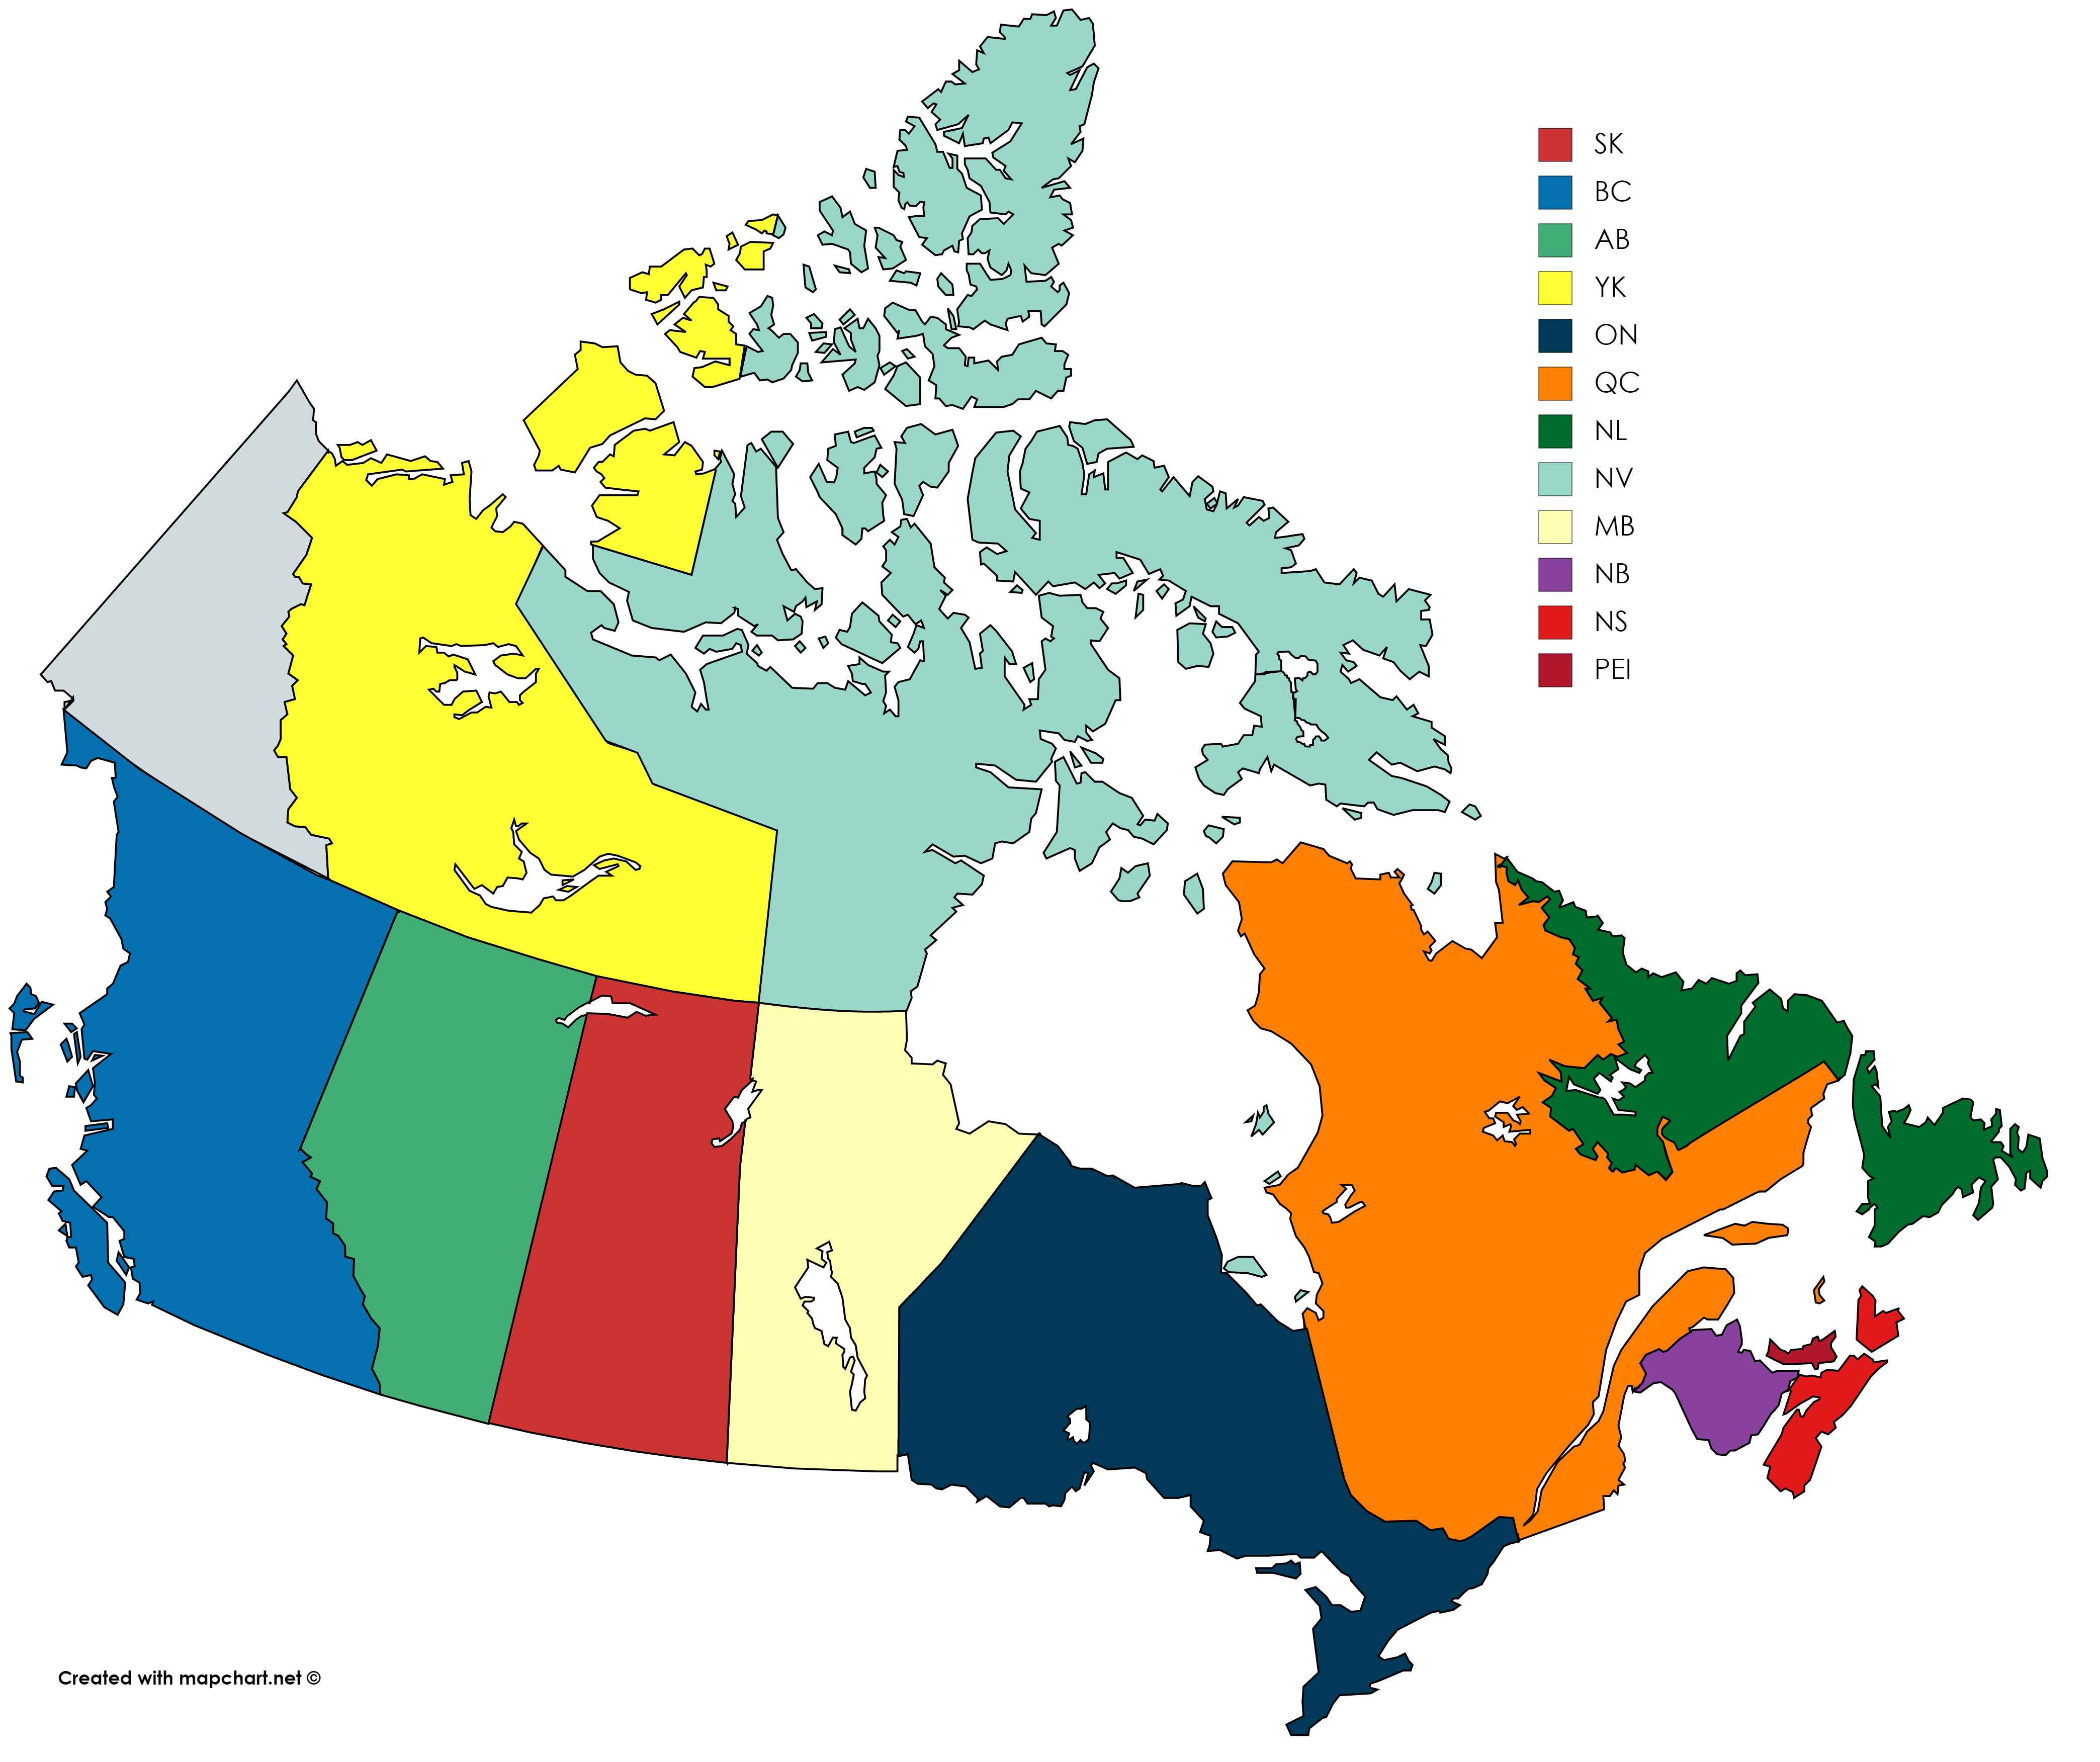 SK
BC
AB
YK
ON
QC
NL
NV
MB
NB
NS
PEI
Created with mapchart.net ©